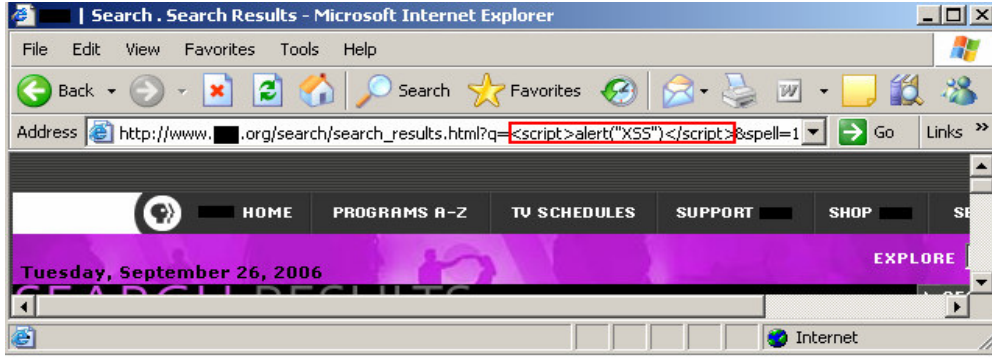 | Search . Search Results - Microsoft Internet Explorer
File Edit View Favorites Tools Help
Back Search Favorites
Address http://www. .org/search/search_results.html?q=<script>alert("XSS")</script>&spell=1 Go Links »
HOME PROGRAMS A-Z TV SCHEDULES SUPPORT SHOP
EXPLORE
Tuesday, September 26, 2006
SEARCH RESULTS
Internet